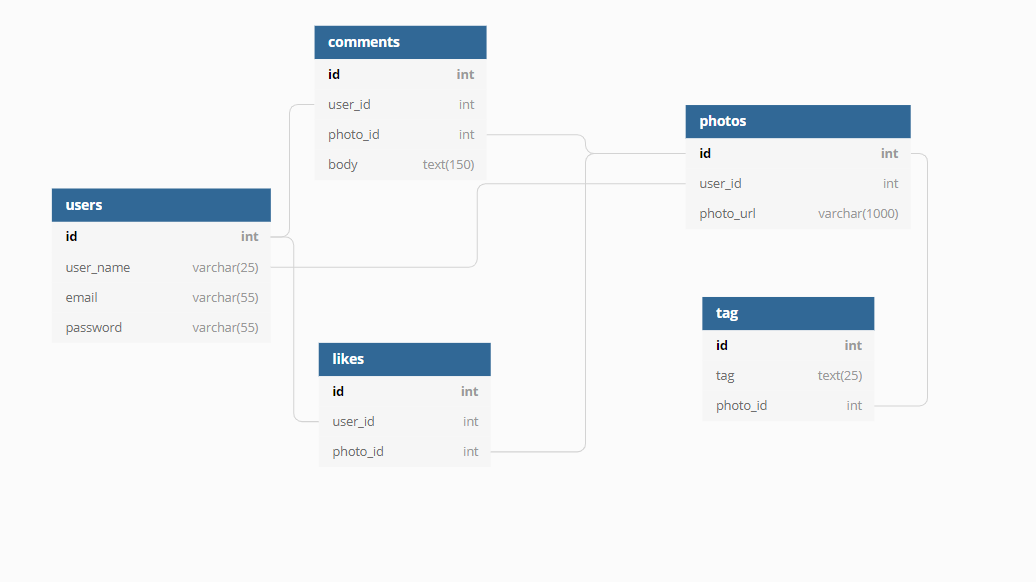 comments
id int
user_id int
photo_id int
body text(150)
photos
id int
user_id int
photo_url varchar(1000)
users
id int
user_name varchar(25)
email varchar(55)
password varchar(55)
tag
id int
tag text(25)
photo_id int
likes
id int
user_id int
photo_id int